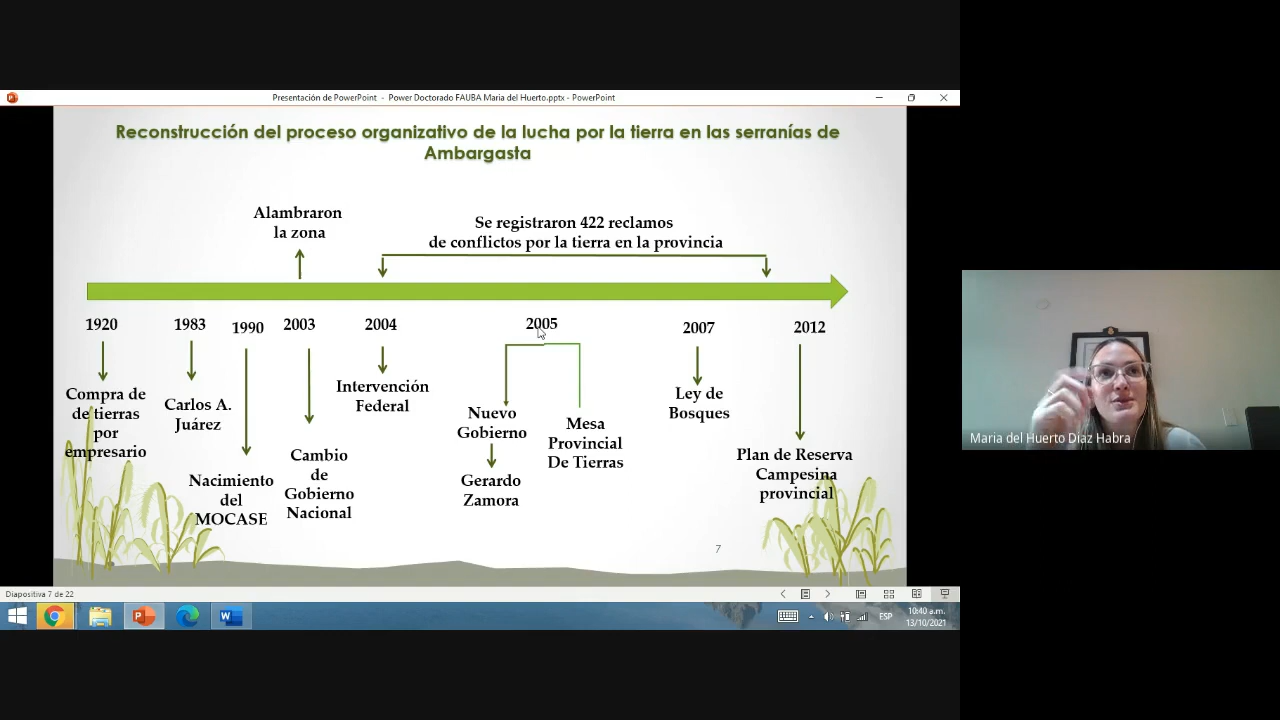 Presentación de PowerPoint - Power Doctorado FAUBA Maria del Huerto.pptx - PowerPoint
Reconstrucción del proceso organizativo de la lucha por la tierra en las serranías de
Ambargasta
Alambraron
la zona
Se registraron 422 reclamos
de conflictos por la tierra en la provincia
1920
1983
1990
2003
2004
2005
2007
2012
Compra de
de tierras
por
empresario
Carlos A.
Juárez
Nacimiento
del
MOCASE
Cambio
de
Gobierno
Nacional
Intervención
Federal
Nuevo
Gobierno
Gerardo
Zamora
Mesa
Provincial
De Tierras
Ley de
Bosques
Plan de Reserva
Campesina
provincial
7
Maria del Huerto Diaz Habra
Diapositiva 7 de 22
ESP
10:40 a.m.
13/10/2021